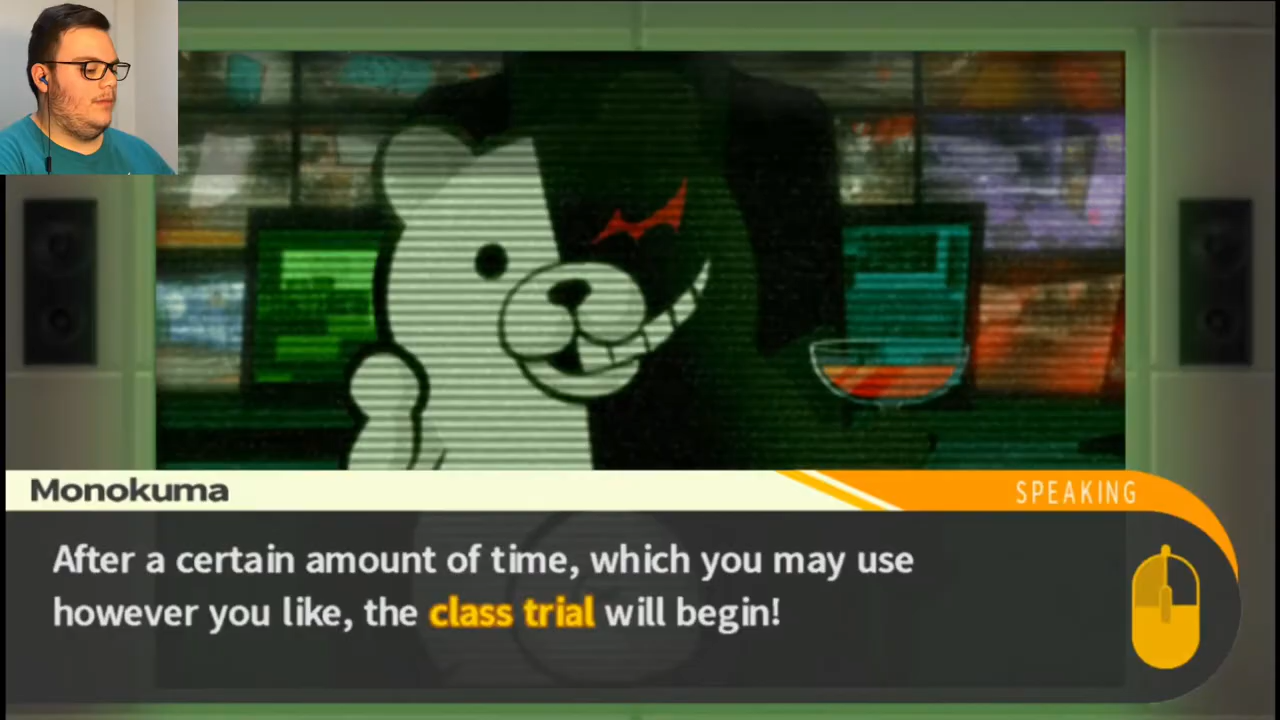 Monokuma
SPEAKING
After a certain amount of time, which you may use
however you like, the class trial will begin!